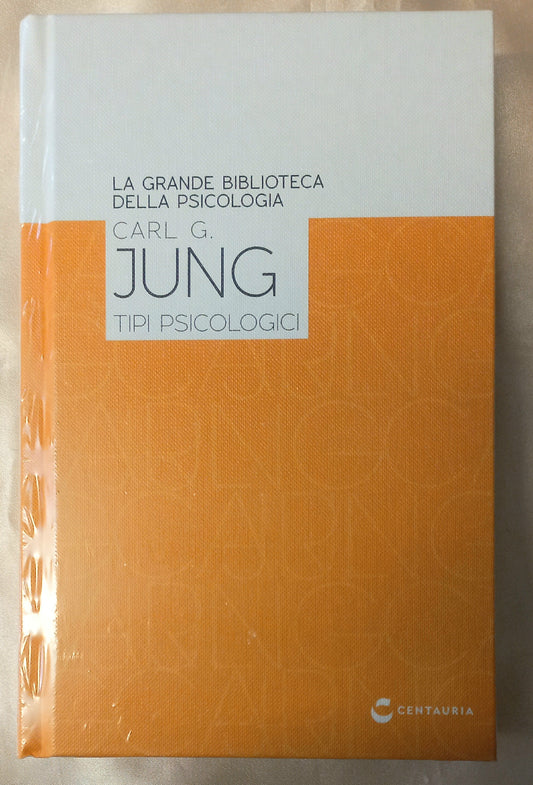 LA GRANDE BIBLIOTECA
DELLA PSICOLOGIA
CARL G.
JUNG
TIPI PSICOLOGICI
CENTAURIA